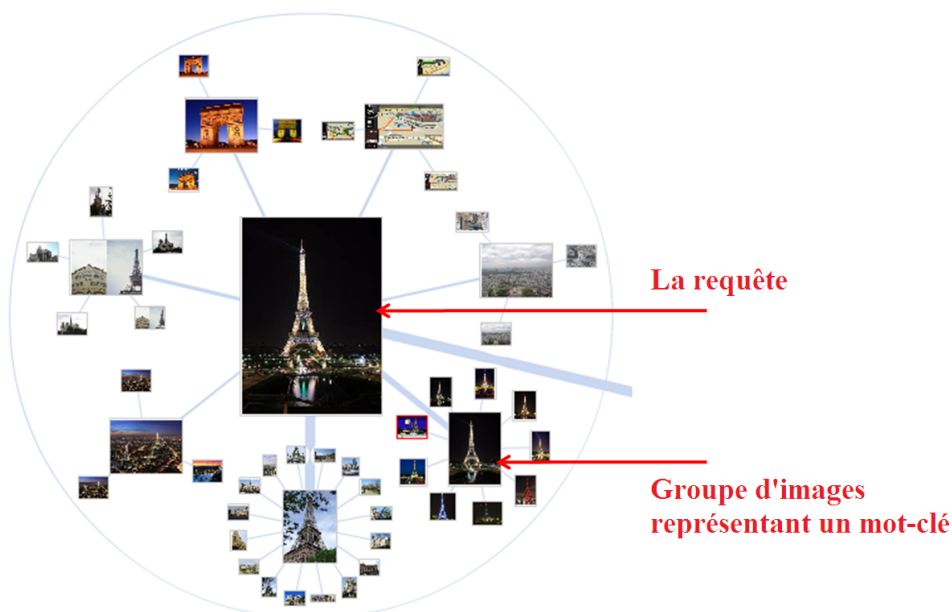 La requête
Groupe d'images
représentant un mot-clé